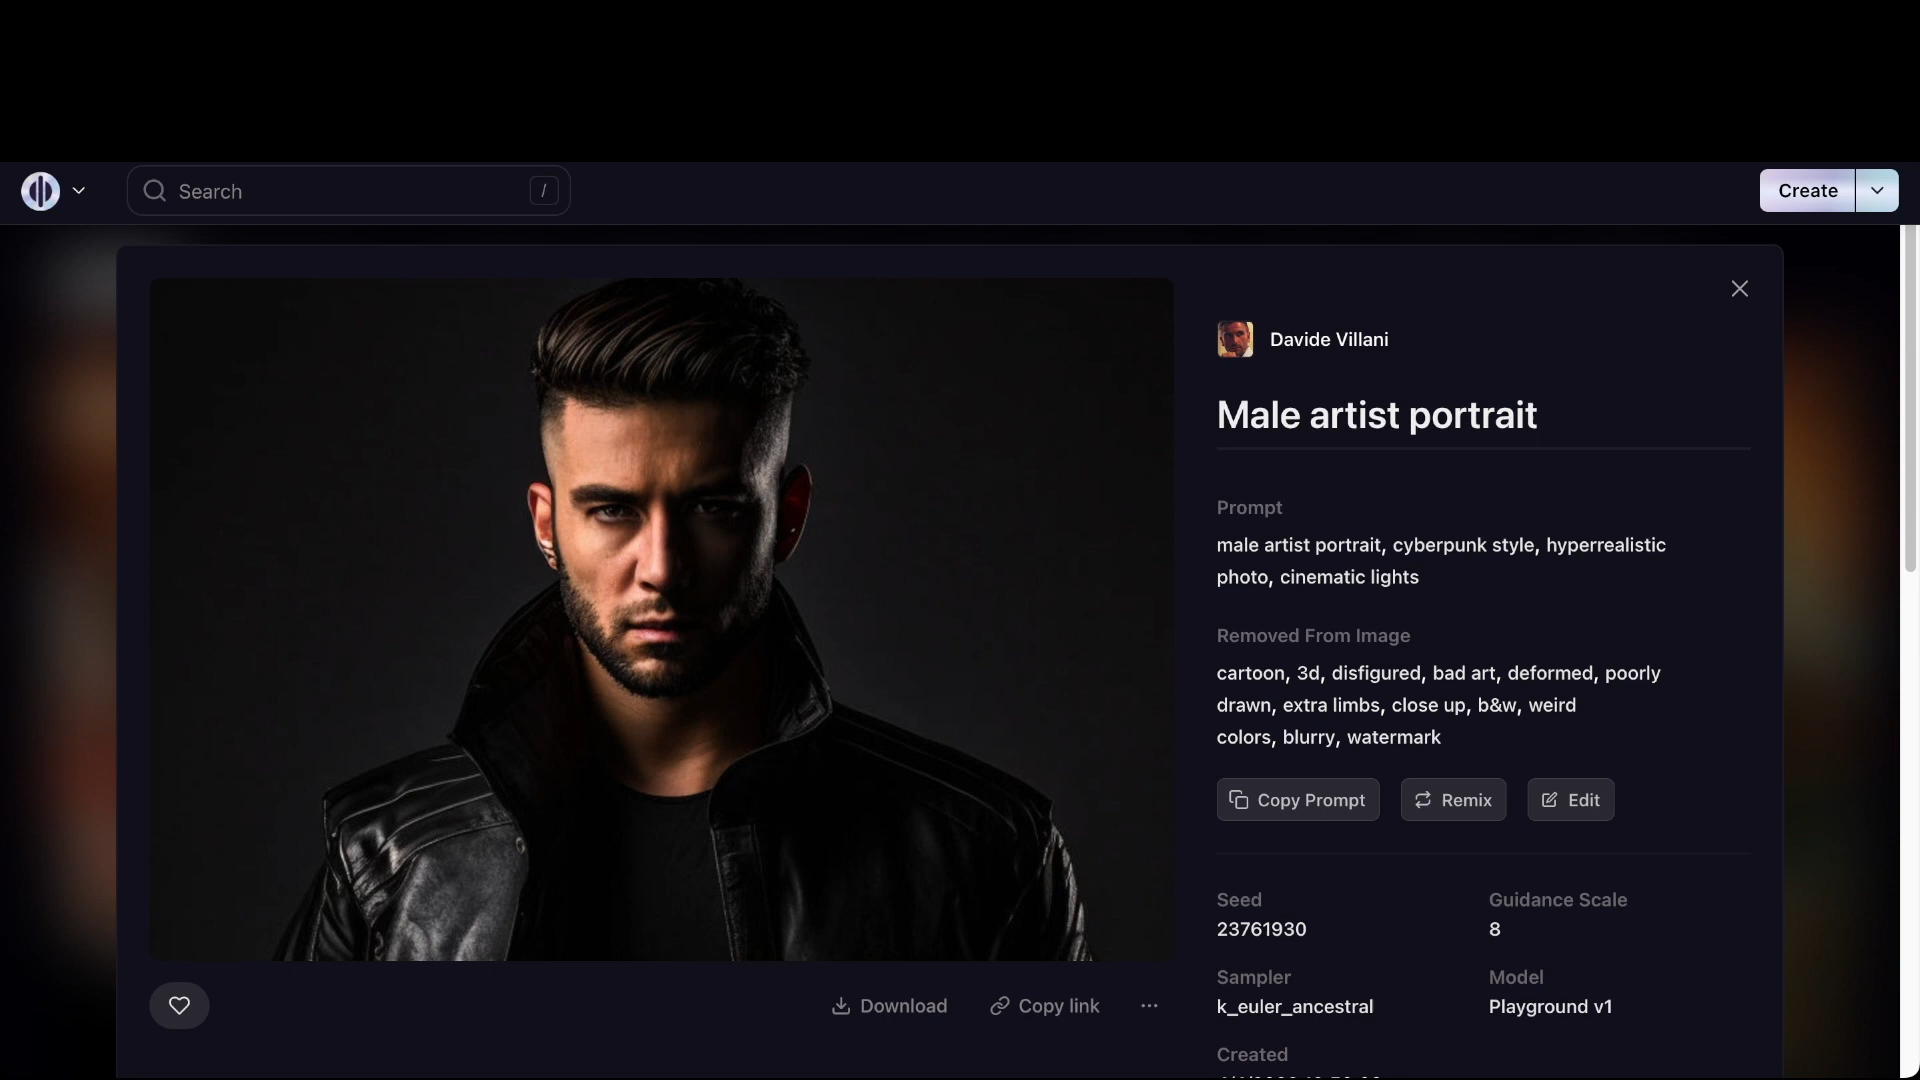 Search
/
Create
Davide Villani
Male artist portrait
Prompt
male artist portrait, cyberpunk style, hyperrealistic
photo, cinematic lights
Removed From Image
cartoon, 3d, disfigured, bad art, deformed, poorly
drawn, extra limbs, close up, b&w, weird
colors, blurry, watermark
Copy Prompt
Remix
Edit
Seed
Guidance Scale
23761930
8
Sampler
Model
k_euler_ancestral
Playground v1
Download
Copy link
Created